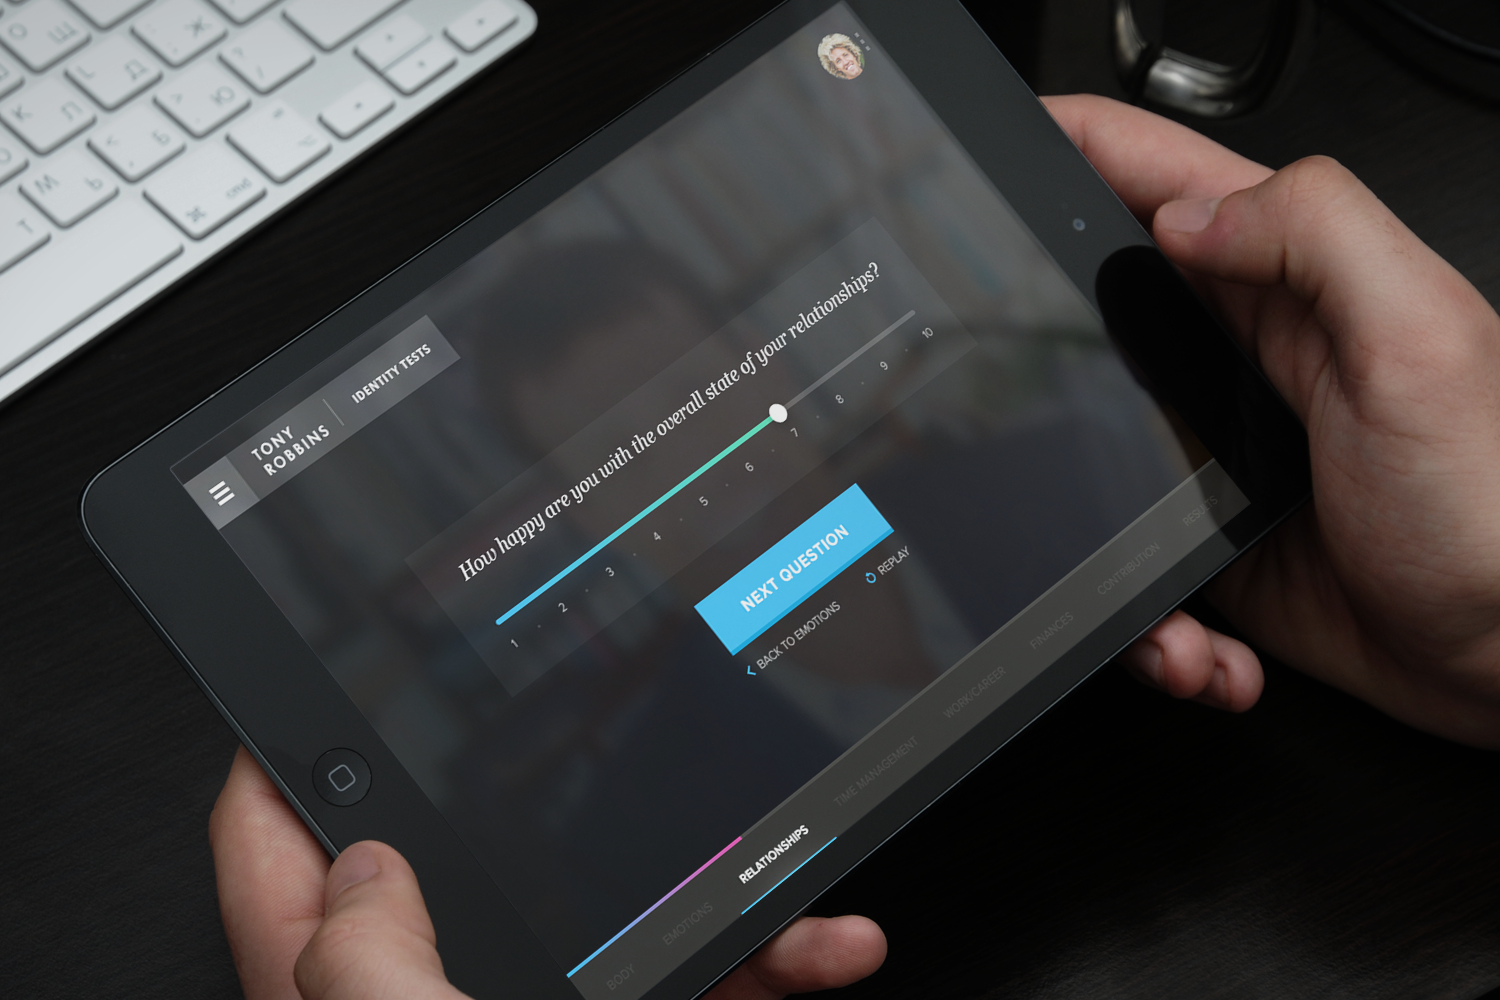 TONY
ROBBINS
IDENTITY TESTS
How happy are you with the overall state of your relationships?
1 · 2 · 3 · 4 · 5 · 6 · 7 · 8 · 9 · 10
NEXT QUESTION
BACK TO EMOTIONS
REPLAY
BODY
EMOTIONS
RELATIONSHIPS
TIME MANAGEMENT
WORK/CAREER
FINANCES
CONTRIBUTION
RESULTS
О Щ
Ж
Д
? /
К Л
> . Ю
< , Б
M Ь
Т
⌘ cmd